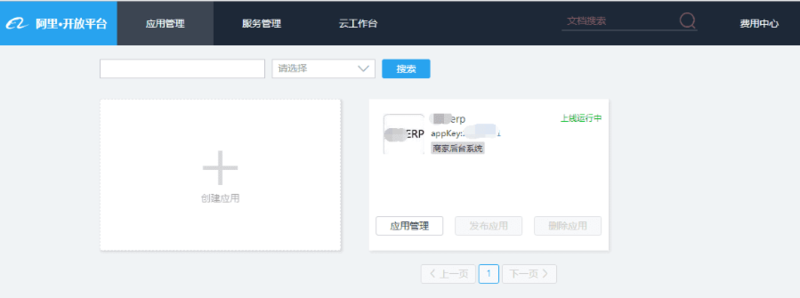 阿里·开放平台 应用管理 服务管理 云工作台 文档搜索 费用中心
请选择 搜索
erp 上线运行中
ERP appKey:
商家后台系统
创建应用
应用管理 发布应用 删除应用
上一页 1 下一页